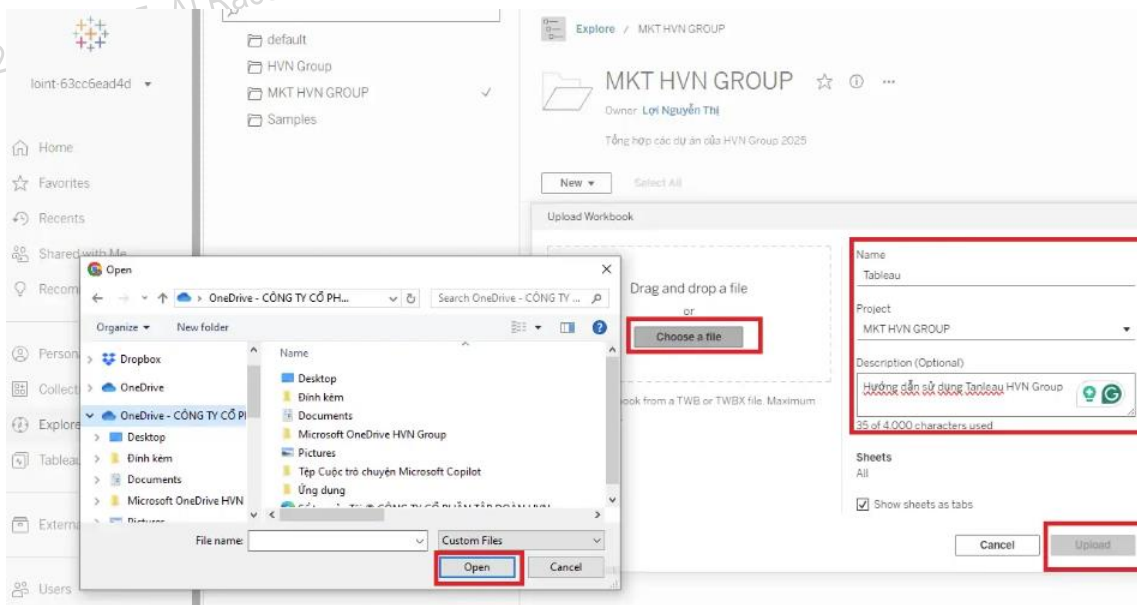 loint-63cc6ead4d
Home
Favorites
Recents
Shared with Me
Recom
Person
Collect
Explore
Tableau
Externa
Users
default
HVN Group
MKT HVN GROUP
Samples
Explore / MKT HVN GROUP
MKT HVN GROUP
Owner Lợi Nguyễn Thị
Tổng hợp các dự án của HVN Group 2025
New
Select All
Upload Workbook
Drag and drop a file
or
Choose a file
ook from a TWB or TWBX file. Maximum
Name
Tableau
Project
MKT HVN GROUP
Description (Optional)
Hướng dẫn sử dụng Tanleau HVN Group
35 of 4,000 characters used
Sheets
All
Show sheets as tabs
Cancel
Upload
Open
OneDrive - CÔNG TY CỔ PH...
Search OneDrive - CÔNG TY ...
Organize
New folder
Dropbox
OneDrive
OneDrive - CÔNG TY CỔ PH
Desktop
Đính kèm
Documents
Microsoft OneDrive HVN
Pictures
Name
Desktop
Đính kèm
Documents
Microsoft OneDrive HVN Group
Pictures
Tệp Cuộc trò chuyện Microsoft Copilot
Ứng dụng
File name:
Custom Files
Open
Cancel